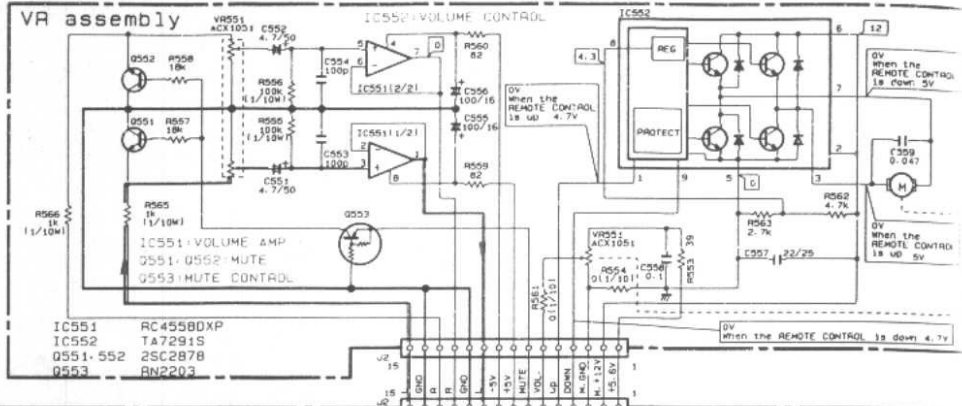 VR assembly
VR551
ACX1051
C552
4.7/50
IC552:VOLUME CONTROL
IC552
R560
82
Q552
R558
18K
C554
100p
R556
100k
(1/10W)
IC551(2/2)
C556
100/16
C555
100/16
Q551
R557
18K
R555
100k
(1/10W)
C553
100p
IC551(1/2)
C551
4.7/50
R559
82
R566
1k
(1/10W)
R565
1k
(1/10W)
Q553
IC551:VOLUME AMP
Q551,Q552:MUTE
Q553:MUTE CONTROL
IC551 RC4558DXP
IC552 TA7291S
Q551-552 2SC2878
Q553 RN2203
4.3
12
REG
PROTECT
0V
When the
REMOTE CONTROL
is up 4.7V
0V
When the
REMOTE CONTRO
is down 5V
C559
0.047
M
R562
4.7k
R563
2.7k
C557 22/25
0V
When the
REMOTE CONTRO
is up 5V
VR551
ACX1051
R554
0(1/10)
C558
0.1
R553 39
R561
0(1/10)
0V
When the REMOTE CONTROL is down 4.7V
J2
15
1
GND
R
R
GND
L
-5V
+5V
MUTE
VOL-
UP
DOWN
M.GND
M.+12V
+5.6V
15
1
J2